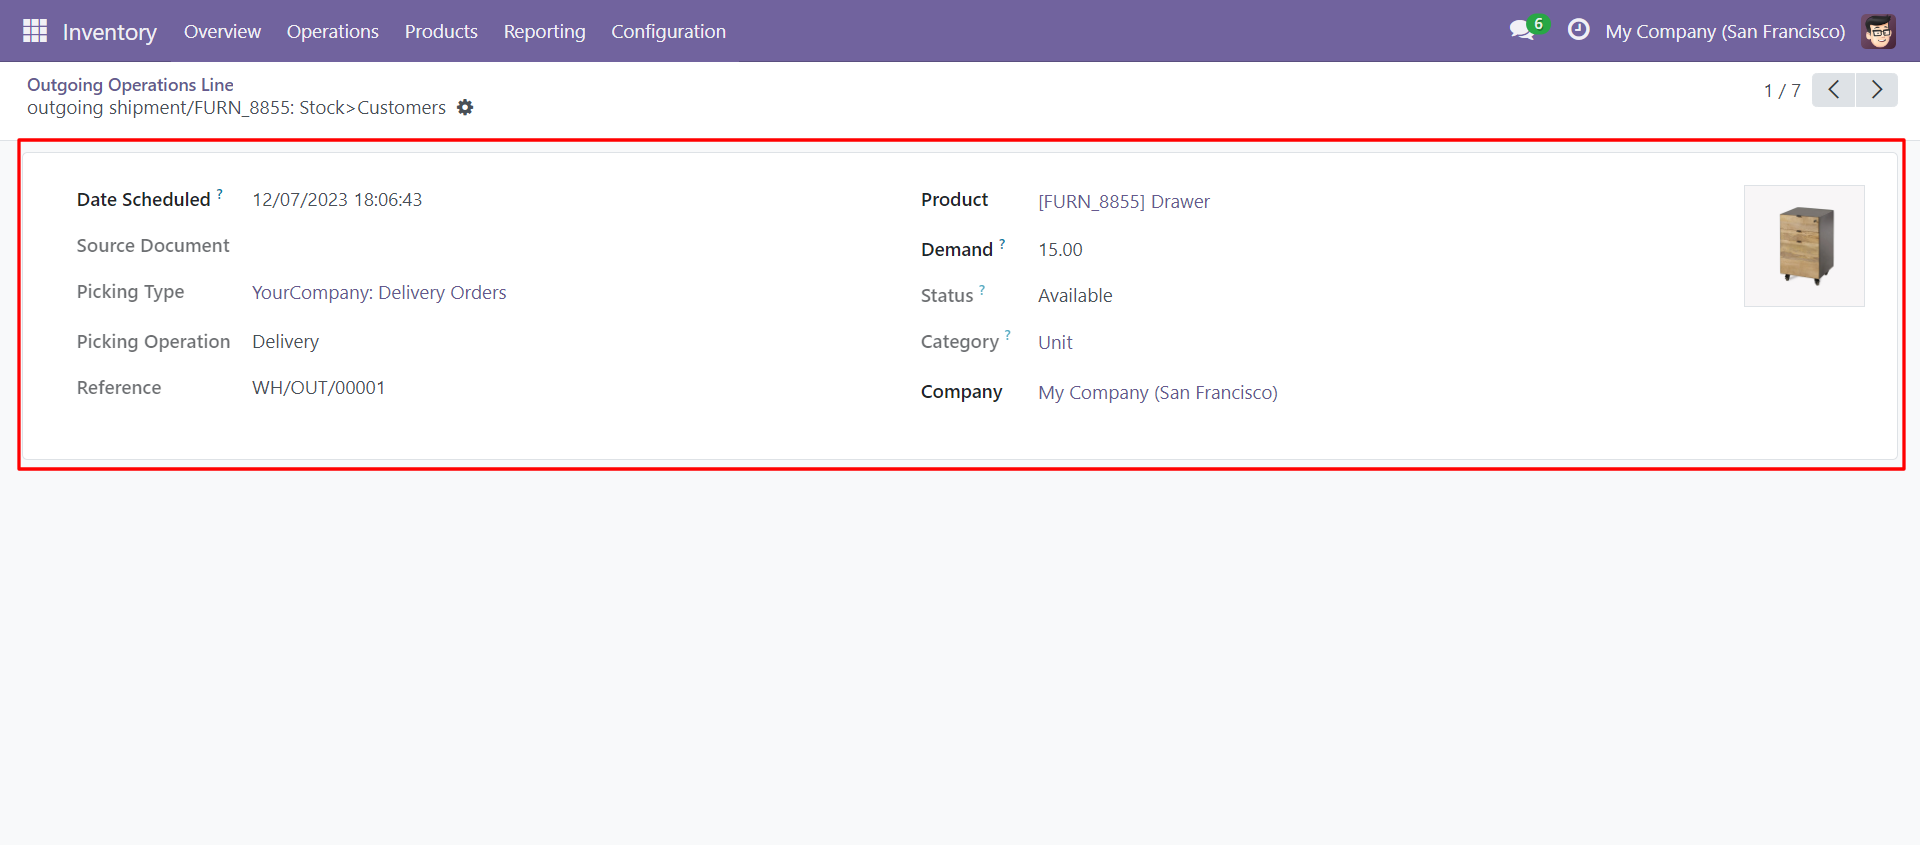 Inventory Overview Operations Products Reporting Configuration 6 My Company (San Francisco)
Outgoing Operations Line
outgoing shipment/FURN_8855: Stock>Customers
1 / 7
Date Scheduled ? 12/07/2023 18:06:43
Source Document
Picking Type YourCompany: Delivery Orders
Picking Operation Delivery
Reference WH/OUT/00001
Product [FURN_8855] Drawer
Demand ? 15.00
Status ? Available
Category ? Unit
Company My Company (San Francisco)